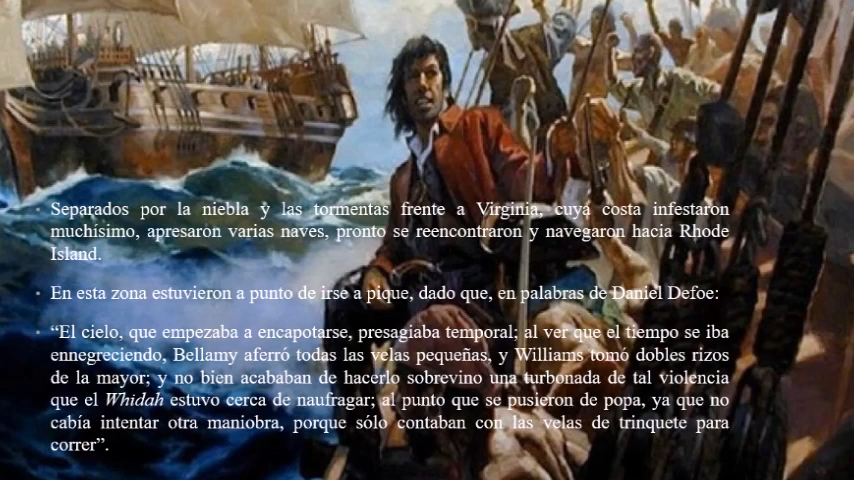 Separados por la niebla y las tormentas frente a Virginia, cuya costa infestaron
muchísimo, apresaron varias naves, pronto se reencontraron y navegaron hacia Rhode
Island.
En esta zona estuvieron a punto de irse a pique, dado que, en palabras de Daniel Defoe:
“El cielo, que empezaba a encapotarse, presagiaba temporal; al ver que el tiempo se iba
ennegreciendo, Bellamy aferró todas las velas pequeñas, y Williams tomó dobles rizos
de la mayor; y no bien acababan de hacerlo sobrevino una turbonada de tal violencia
que el Whidah estuvo cerca de naufragar; al punto que se pusieron de popa, ya que no
cabía intentar otra maniobra, porque sólo contaban con las velas de trinquete para
correr”.